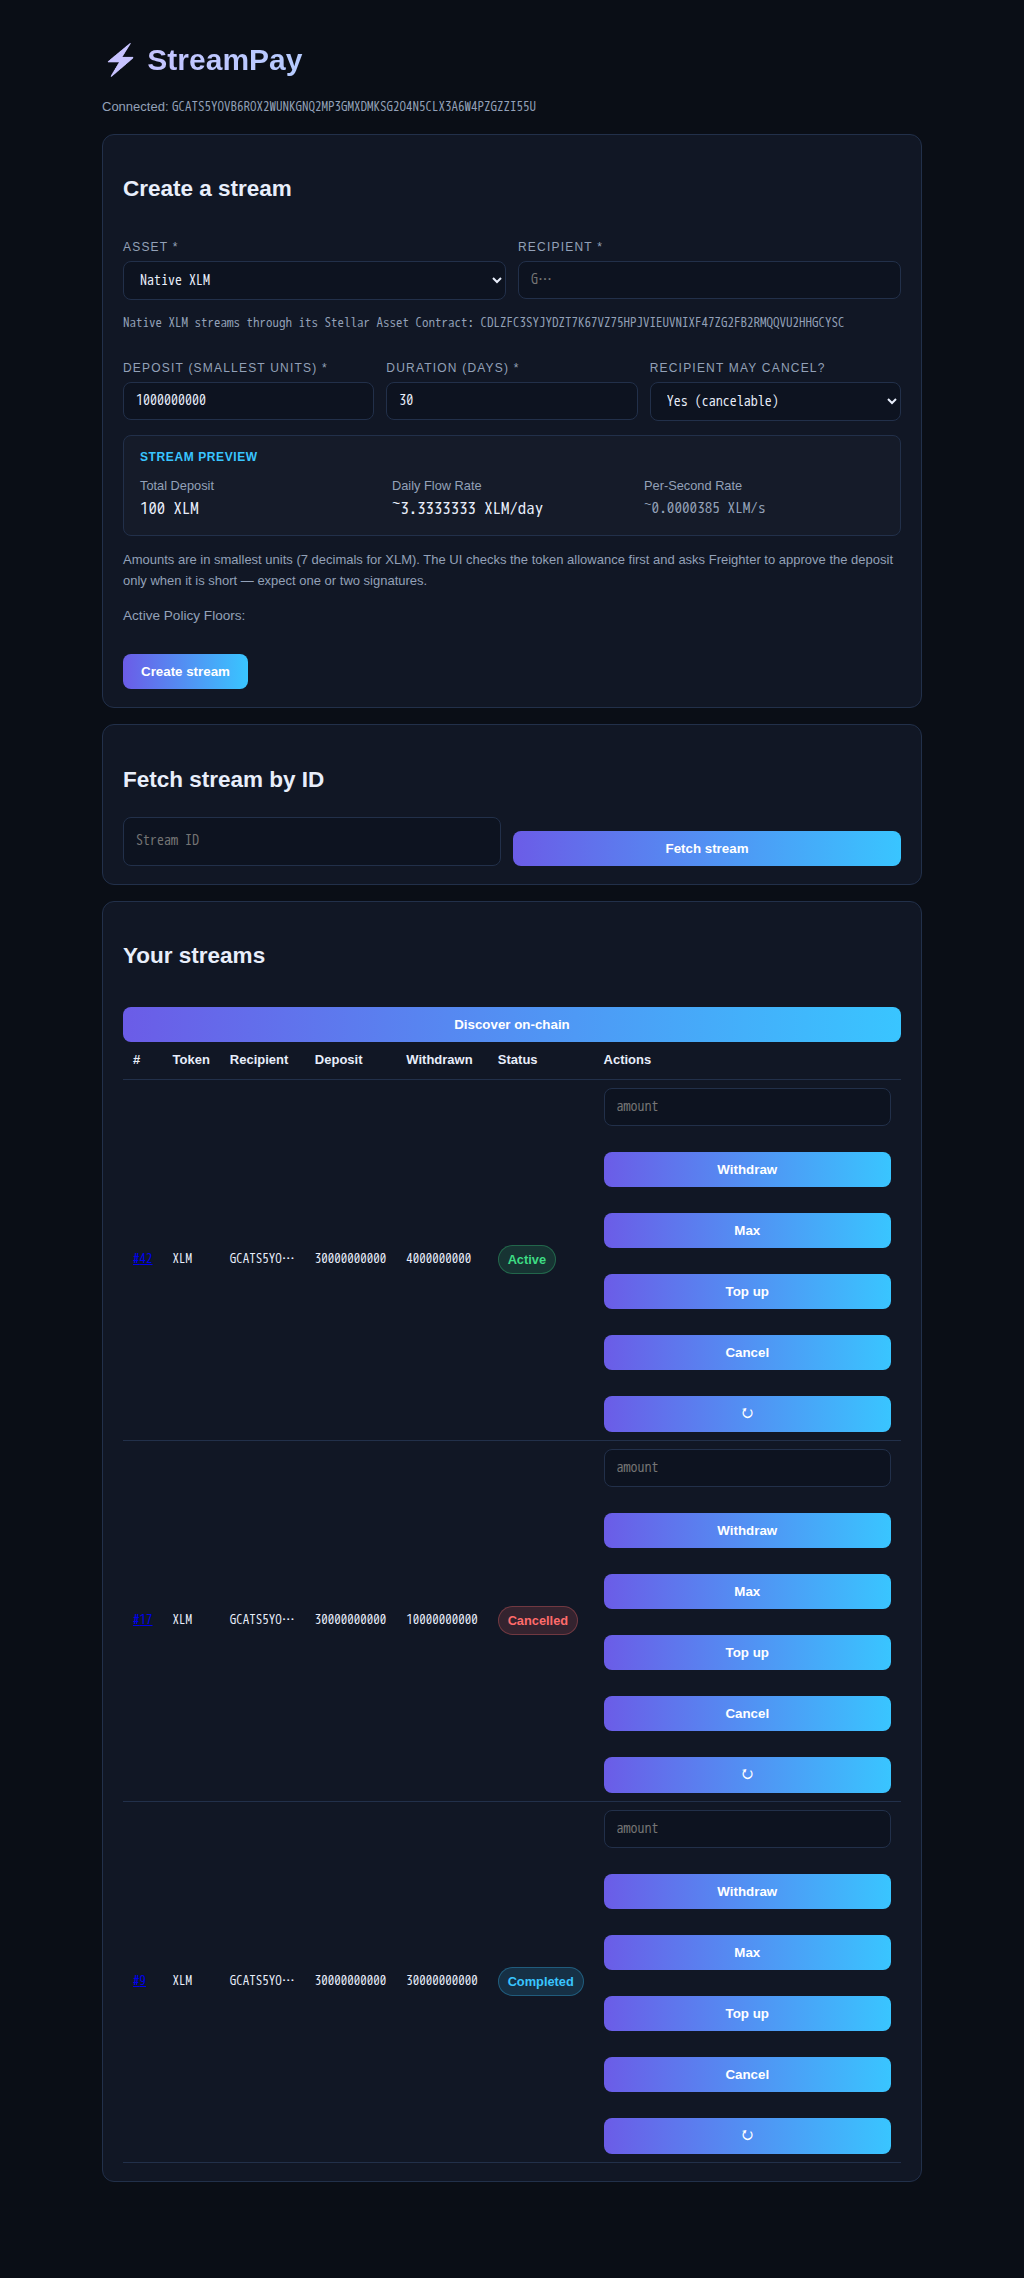 ⚡ StreamPay
Connected: GCATS5YOVB6ROX2WUNKGNQ2MP3GMXDMKSG2O4N5CLX3A6W4PZGZZI55U
Create a stream
ASSET * RECIPIENT *
Native XLM G…
Native XLM streams through its Stellar Asset Contract: CDLZFC3SYJYDZT7K67VZ75HPJVIEUVNIXF47ZG2FB2RMQQVU2HHGCYSC
DEPOSIT (SMALLEST UNITS) * DURATION (DAYS) * RECIPIENT MAY CANCEL?
1000000000 30 Yes (cancelable)
STREAM PREVIEW
Total Deposit Daily Flow Rate Per-Second Rate
100 XLM ~3.3333333 XLM/day ~0.0000385 XLM/s
Amounts are in smallest units (7 decimals for XLM). The UI checks the token allowance first and asks Freighter to approve the deposit
only when it is short — expect one or two signatures.
Active Policy Floors:
Create stream
Fetch stream by ID
Stream ID Fetch stream
Your streams
Discover on-chain
# Token Recipient Deposit Withdrawn Status Actions
amount
Withdraw
Max
#42 XLM GCATS5YO… 30000000000 4000000000 Active
Top up
Cancel
↻
amount
Withdraw
Max
#17 XLM GCATS5YO… 30000000000 10000000000 Cancelled
Top up
Cancel
↻
amount
Withdraw
Max
#9 XLM GCATS5YO… 30000000000 30000000000 Completed
Top up
Cancel
↻